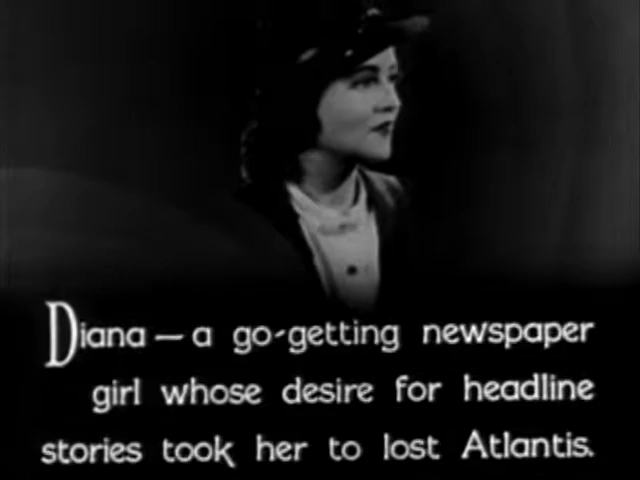 Diana — a go-getting newspaper
girl whose desire for headline
stories took her to lost Atlantis.